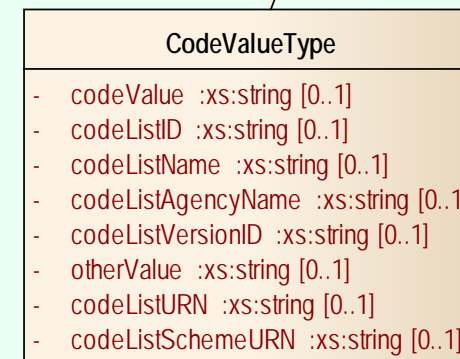 CodeValueType
- codeValue :xs:string [0..1]
- codeListID :xs:string [0..1]
- codeListName :xs:string [0..1]
- codeListAgencyName :xs:string [0..1
- codeListVersionID :xs:string [0..1]
- otherValue :xs:string [0..1]
- codeListURN :xs:string [0..1]
- codeListSchemeURN :xs:string [0..1]